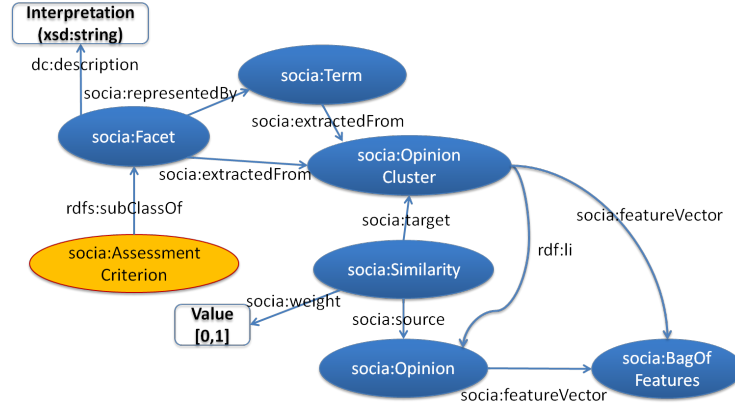 Interpretation
(xsd:string)
dc:description
socia:Term
socia:representedBy
socia:extractedFrom
socia:Facet
socia:Opinion
Cluster
socia:extractedFrom
rdfs:subClassOf
socia:target
socia:featureVector
rdf:li
socia:Assessment
Criterion
socia:Similarity
socia:weight
Value
[0,1]
socia:source
socia:Opinion
socia:BagOf
Features
socia:featureVector